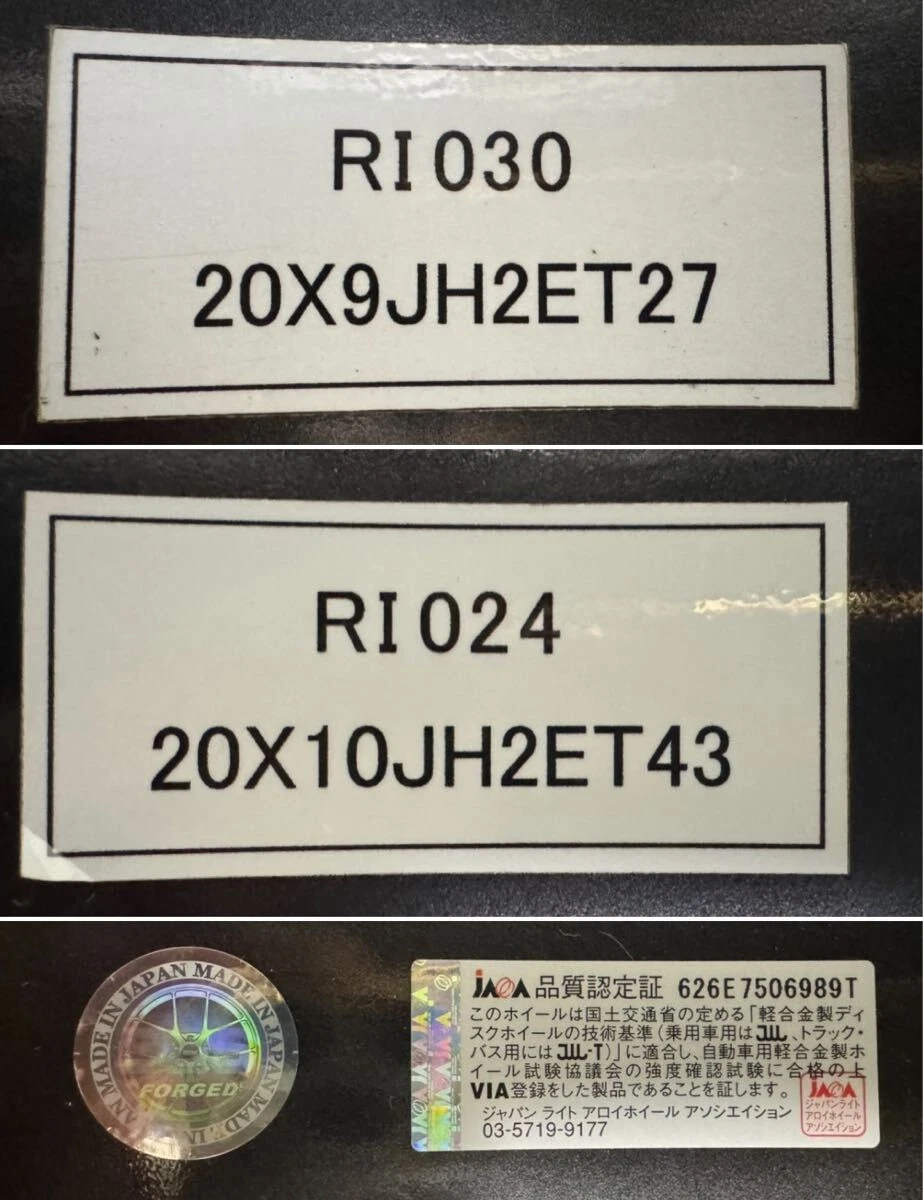 RI030
20X9JH2ET27
RI024
20X10JH2ET43
MADE IN JAPAN MADE IN JAPAN MADE IN JAPAN
FORGED
JAWA 品質認定証 626E7506989T
このホイールは国土交通省の定める「軽合金製ディ
スクホイールの技術基準(乗用車用はJWL、トラック・
バス用にはJWL-T)」に適合し、自動車用軽合金製ホ
イール試験協議会の強度確認試験に合格の上
VIA登録をした製品であることを証します。
ジャパン ライト アロイホイール アソシエイション
03-5719-9177
JAWA
ジャパンライト
アロイホイール
アソシエイション